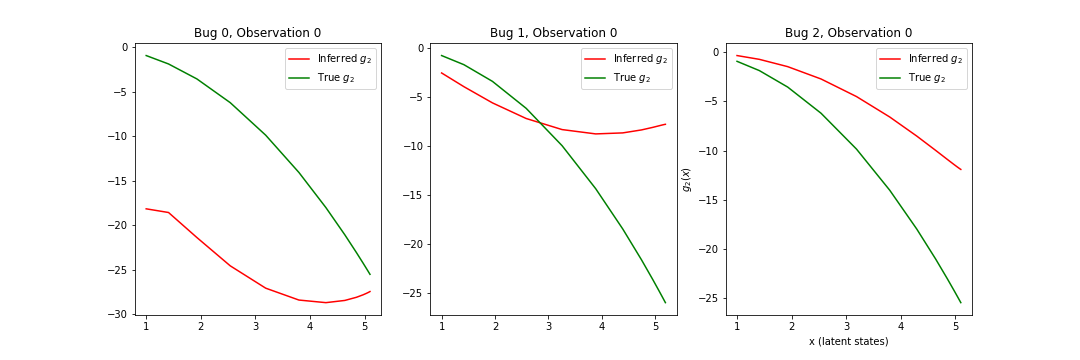 Bug 0, Observation 0
Inferred g₂
True g₂
0
−5
−10
−15
−20
−25
−30
1 2 3 4 5
Bug 1, Observation 0
Inferred g₂
True g₂
0
−5
−10
−15
−20
−25
1 2 3 4 5
Bug 2, Observation 0
Inferred g₂
True g₂
g₂(x)
0
−5
−10
−15
−20
−25
1 2 3 4 5
x (latent states)